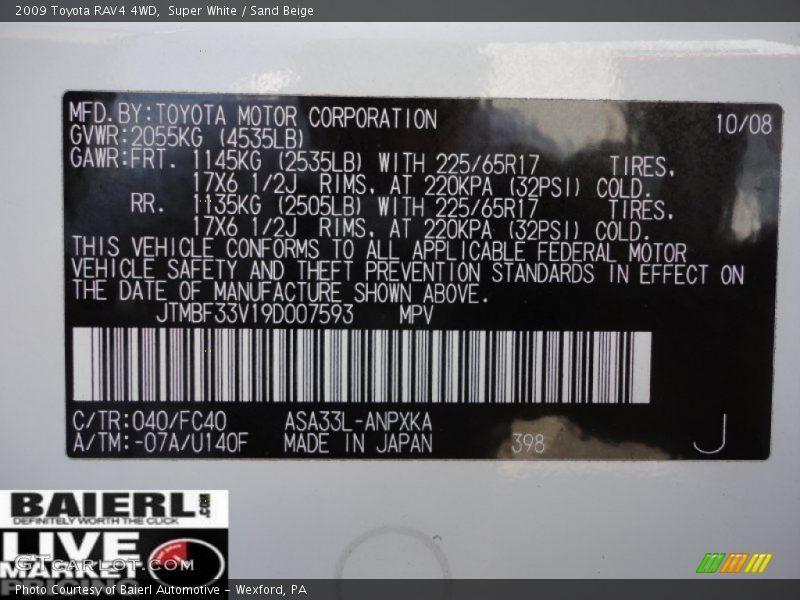 2009 Toyota RAV4 4WD,  Super White / Sand Beige
MFD.BY:TOYOTA MOTOR CORPORATION 10/08
GVWR:2055KG (4535LB)
GAWR:FRT. 1145KG (2535LB) WITH 225/65R17 TIRES,
17X6 1/2J RIMS, AT 220KPA (32PSI) COLD.
RR. 1135KG (2505LB) WITH 225/65R17 TIRES,
17X6 1/2J RIMS, AT 220KPA (32PSI) COLD.
THIS VEHICLE CONFORMS TO ALL APPLICABLE FEDERAL MOTOR
VEHICLE SAFETY AND THEFT PREVENTION STANDARDS IN EFFECT ON
THE DATE OF MANUFACTURE SHOWN ABOVE.
JTMBF33V19D007593 MPV
C/TR:040/FC40 ASA33L-ANPXKA
A/TM:-07A/U140F MADE IN JAPAN 398 J
BAIERL.com
DEFINITELY WORTH THE CLICK
LIVE
MARKET
GTcarlot.com
Photo Courtesy of Baierl Automotive - Wexford, PA